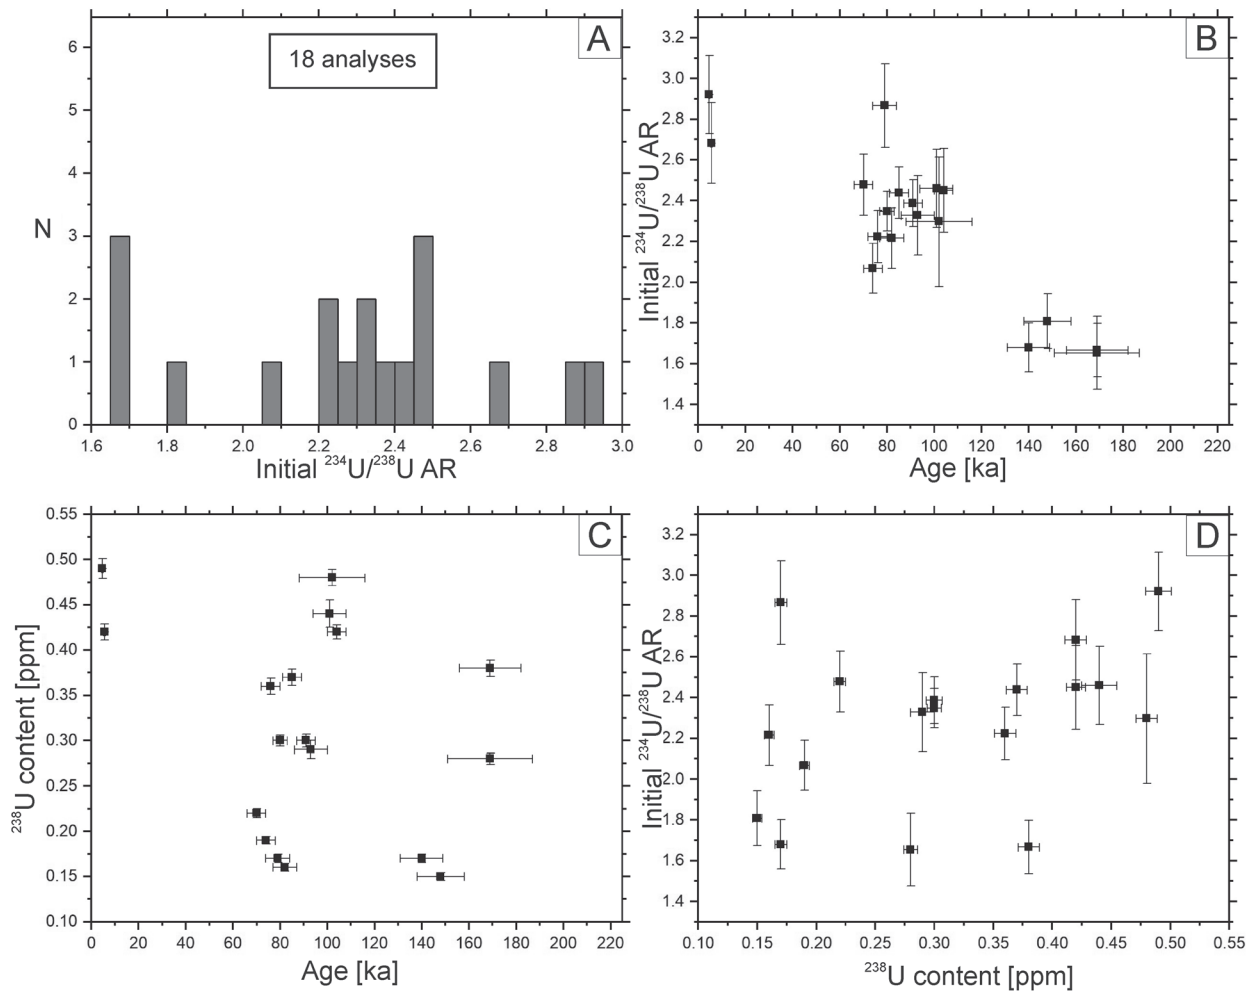 A
18 analyses
N
6
5
4
3
2
1
0
1.6 1.8 2.0 2.2 2.4 2.6 2.8 3.0
Initial ²³⁴U/²³⁸U AR
B
Initial ²³⁴U/²³⁸U AR
3.2
3.0
2.8
2.6
2.4
2.2
2.0
1.8
1.6
1.4
0 20 40 60 80 100 120 140 160 180 200 220
Age [ka]
C
²³⁸U content [ppm]
0.55
0.50
0.45
0.40
0.35
0.30
0.25
0.20
0.15
0.10
0 20 40 60 80 100 120 140 160 180 200 220
Age [ka]
D
Initial ²³⁴U/²³⁸U AR
3.2
3.0
2.8
2.6
2.4
2.2
2.0
1.8
1.6
1.4
0.10 0.15 0.20 0.25 0.30 0.35 0.40 0.45 0.50 0.55
²³⁸U content [ppm]